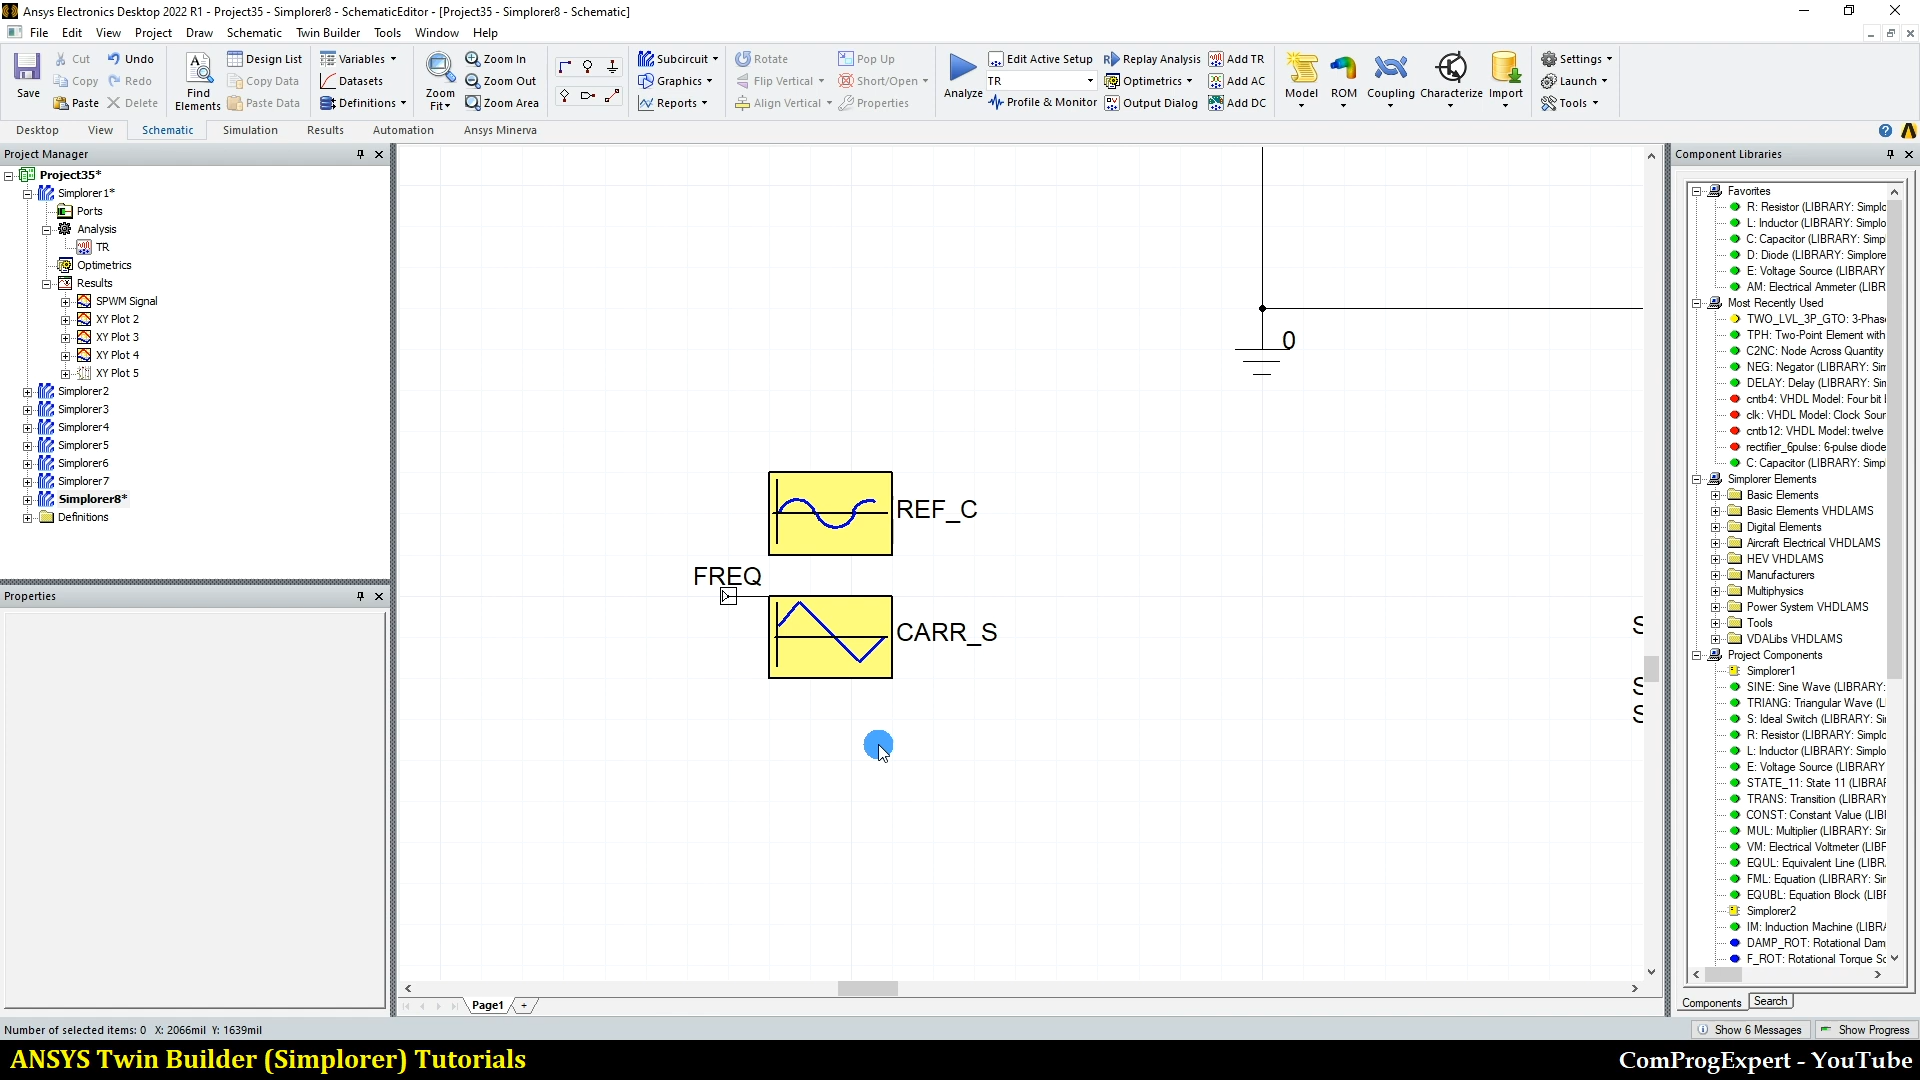 Ansys Electronics Desktop 2022 R1 - Project35 - Simplorer8 - SchematicEditor - [Project35 - Simplorer8 - Schematic]
File Edit View Project Draw Schematic Twin Builder Tools Window Help
Save
Cut Undo
Copy Redo
Paste Delete
Find Elements
Design List
Copy Data
Paste Data
Variables
Datasets
Definitions
Zoom Fit
Zoom In
Zoom Out
Zoom Area
Subcircuit
Graphics
Reports
Rotate
Flip Vertical
Align Vertical
Pop Up
Short/Open
Properties
Analyze
Edit Active Setup
TR
Profile & Monitor
Replay Analysis
Optimetrics
Output Dialog
Add TR
Add AC
Add DC
Model
ROM
Coupling
Characterize
Import
Settings
Launch
Tools
Desktop View Schematic Simulation Results Automation Ansys Minerva
Project Manager
Project35*
Simplorer1*
Ports
Analysis
TR
Optimetrics
Results
SPWM Signal
XY Plot 2
XY Plot 3
XY Plot 4
XY Plot 5
Simplorer2
Simplorer3
Simplorer4
Simplorer5
Simplorer6
Simplorer7
Simplorer8*
Definitions
Properties
0
REF_C
FREQ
CARR_S
S
S
S
Page1 +
Component Libraries
Favorites
R: Resistor (LIBRARY: Simplo
L: Inductor (LIBRARY: Simplo
C: Capacitor (LIBRARY: Simp
D: Diode (LIBRARY: Simplore
E: Voltage Source (LIBRARY
AM: Electrical Ammeter (LIBR
Most Recently Used
TWO_LVL_3P_GTO: 3-Phas
TPH: Two-Point Element with
C2NC: Node Across Quantity
NEG: Negator (LIBRARY: Sim
DELAY: Delay (LIBRARY: Sim
cntb4: VHDL Model: Four bit
clk: VHDL Model: Clock Sour
cntb12: VHDL Model: twelve
rectifier_6pulse: 6-pulse diode
C: Capacitor (LIBRARY: Simp
Simplorer Elements
Basic Elements
Basic Elements VHDLAMS
Digital Elements
Aircraft Electrical VHDLAMS
HEV VHDLAMS
Manufacturers
Multiphysics
Power System VHDLAMS
Tools
VDALibs VHDLAMS
Project Components
Simplorer1
SINE: Sine Wave (LIBRARY:
TRIANG: Triangular Wave (L
S: Ideal Switch (LIBRARY: Si
R: Resistor (LIBRARY: Simplo
L: Inductor (LIBRARY: Simplo
E: Voltage Source (LIBRARY
STATE_11: State 11 (LIBRAR
TRANS: Transition (LIBRARY
CONST: Constant Value (LIB
MUL: Multiplier (LIBRARY: Sir
VM: Electrical Voltmeter (LIBR
EQUL: Equivalent Line (LIBR
FML: Equation (LIBRARY: Sir
EQUBL: Equation Block (LIBR
Simplorer2
IM: Induction Machine (LIBRA
DAMP_ROT: Rotational Dam
F_ROT: Rotational Torque So
Components Search
Number of selected items: 0 X: 2066mil Y: 1639mil
Show 6 Messages Show Progress
ANSYS Twin Builder (Simplorer) Tutorials
ComProgExpert - YouTube